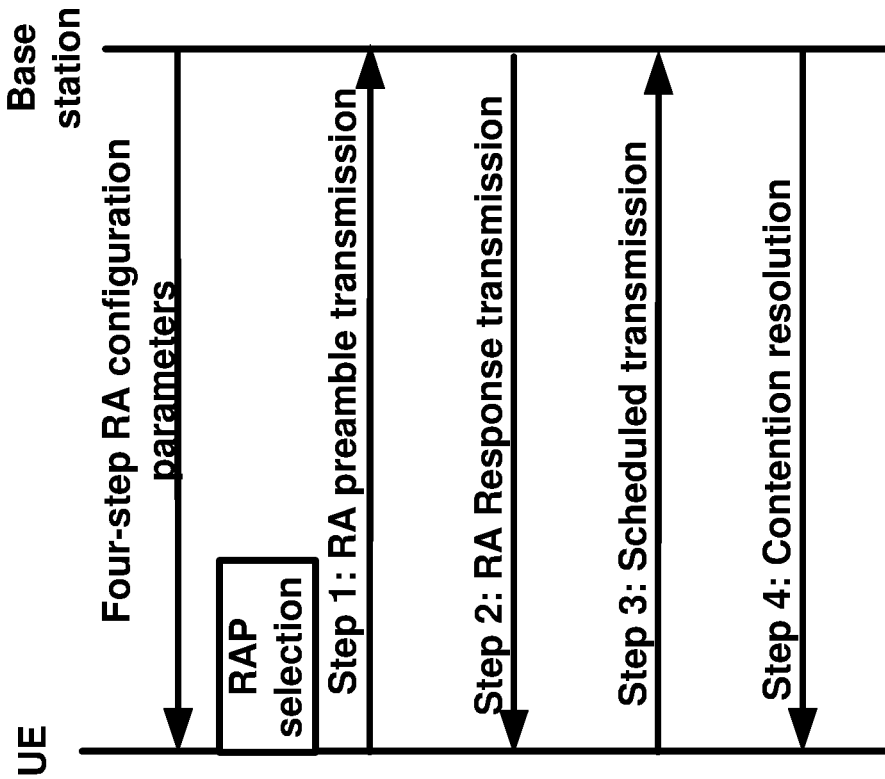 UE
Base
station
Four-step RA configuration
parameters
RAP
selection
Step 1: RA preamble transmission
Step 2: RA Response transmission
Step 3: Scheduled transmission
Step 4: Contention resolution